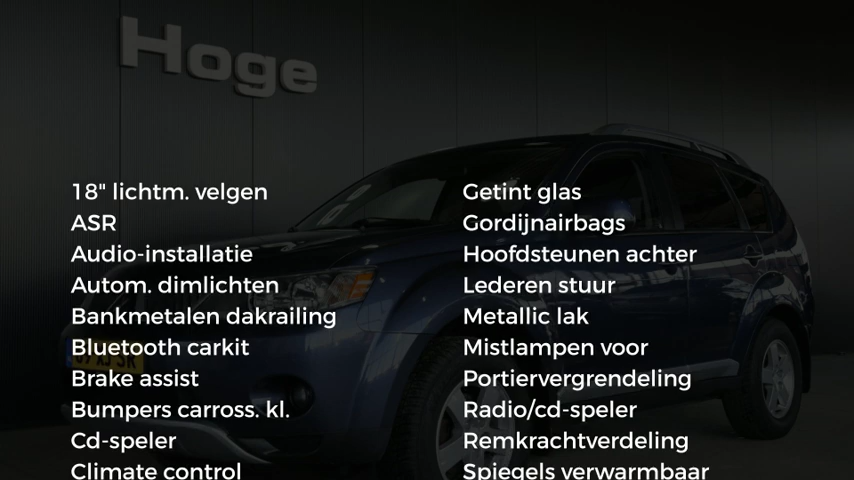 Hoge
18" lichtm. velgen
ASR
Audio-installatie
Autom. dimlichten
Bankmetalen dakrailing
Bluetooth carkit
Brake assist
Bumpers carross. kl.
Cd-speler
Climate control
Getint glas
Gordijnairbags
Hoofdsteunen achter
Lederen stuur
Metallic lak
Mistlampen voor
Portiervergrendeling
Radio/cd-speler
Remkrachtverdeling
Spiegels verwarmbaar